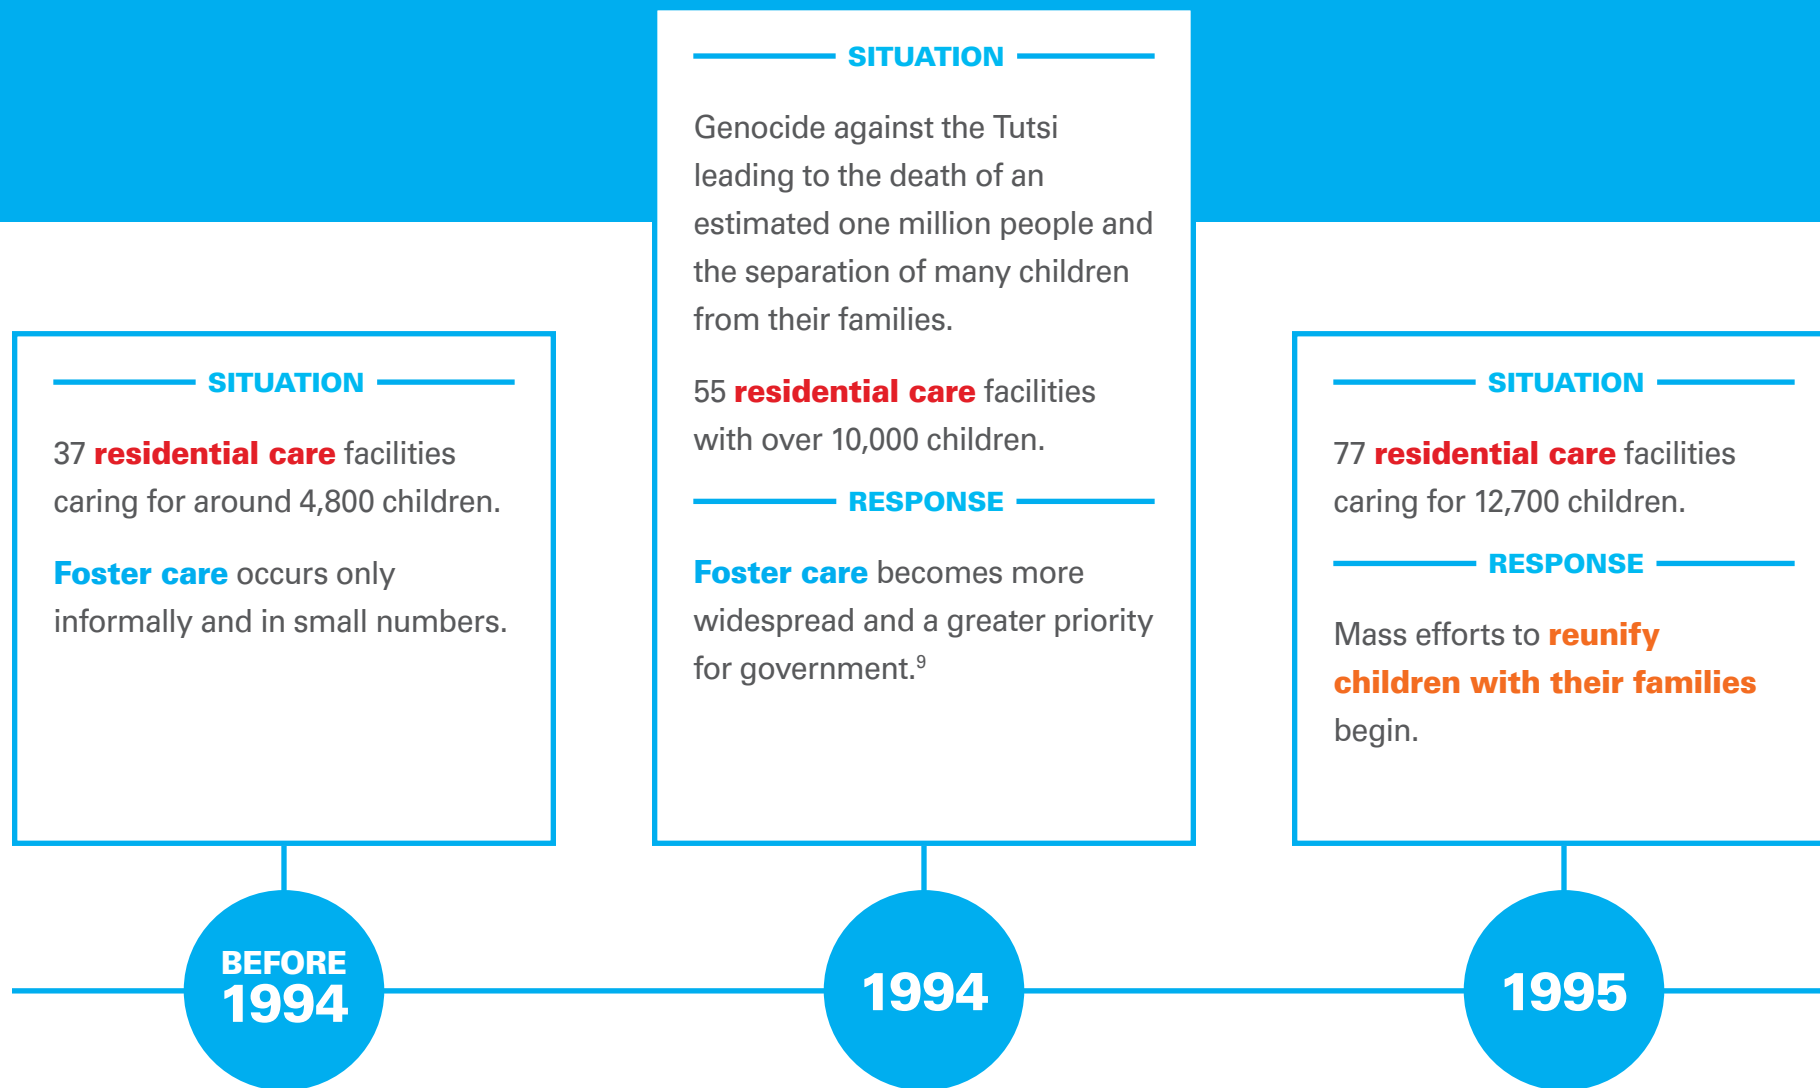 SITUATION
37 residential care facilities
caring for around 4,800 children.
Foster care occurs only
informally and in small numbers.
BEFORE
1994
SITUATION
Genocide against the Tutsi
leading to the death of an
estimated one million people and
the separation of many children
from their families.
55 residential care facilities
with over 10,000 children.
RESPONSE
Foster care becomes more
widespread and a greater priority
for government.⁹
1994
SITUATION
77 residential care facilities
caring for 12,700 children.
RESPONSE
Mass efforts to reunify
children with their families
begin.
1995